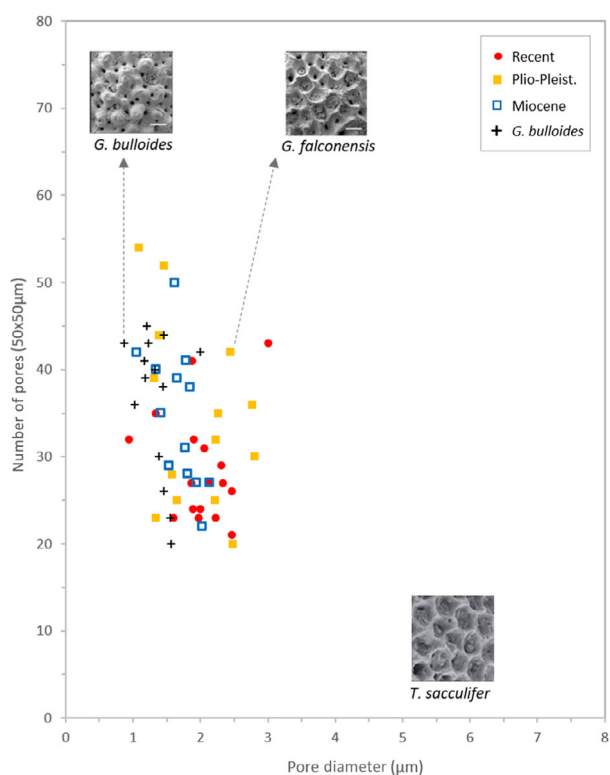 80
70
60
50
40
30
20
10
0
Number of pores (50x50µm)
G. bulloides
G. falconensis
Recent
Plio-Pleist.
Miocene
G. bulloides
T. sacculifer
0 1 2 3 4 5 6 7 8
Pore diameter (µm)